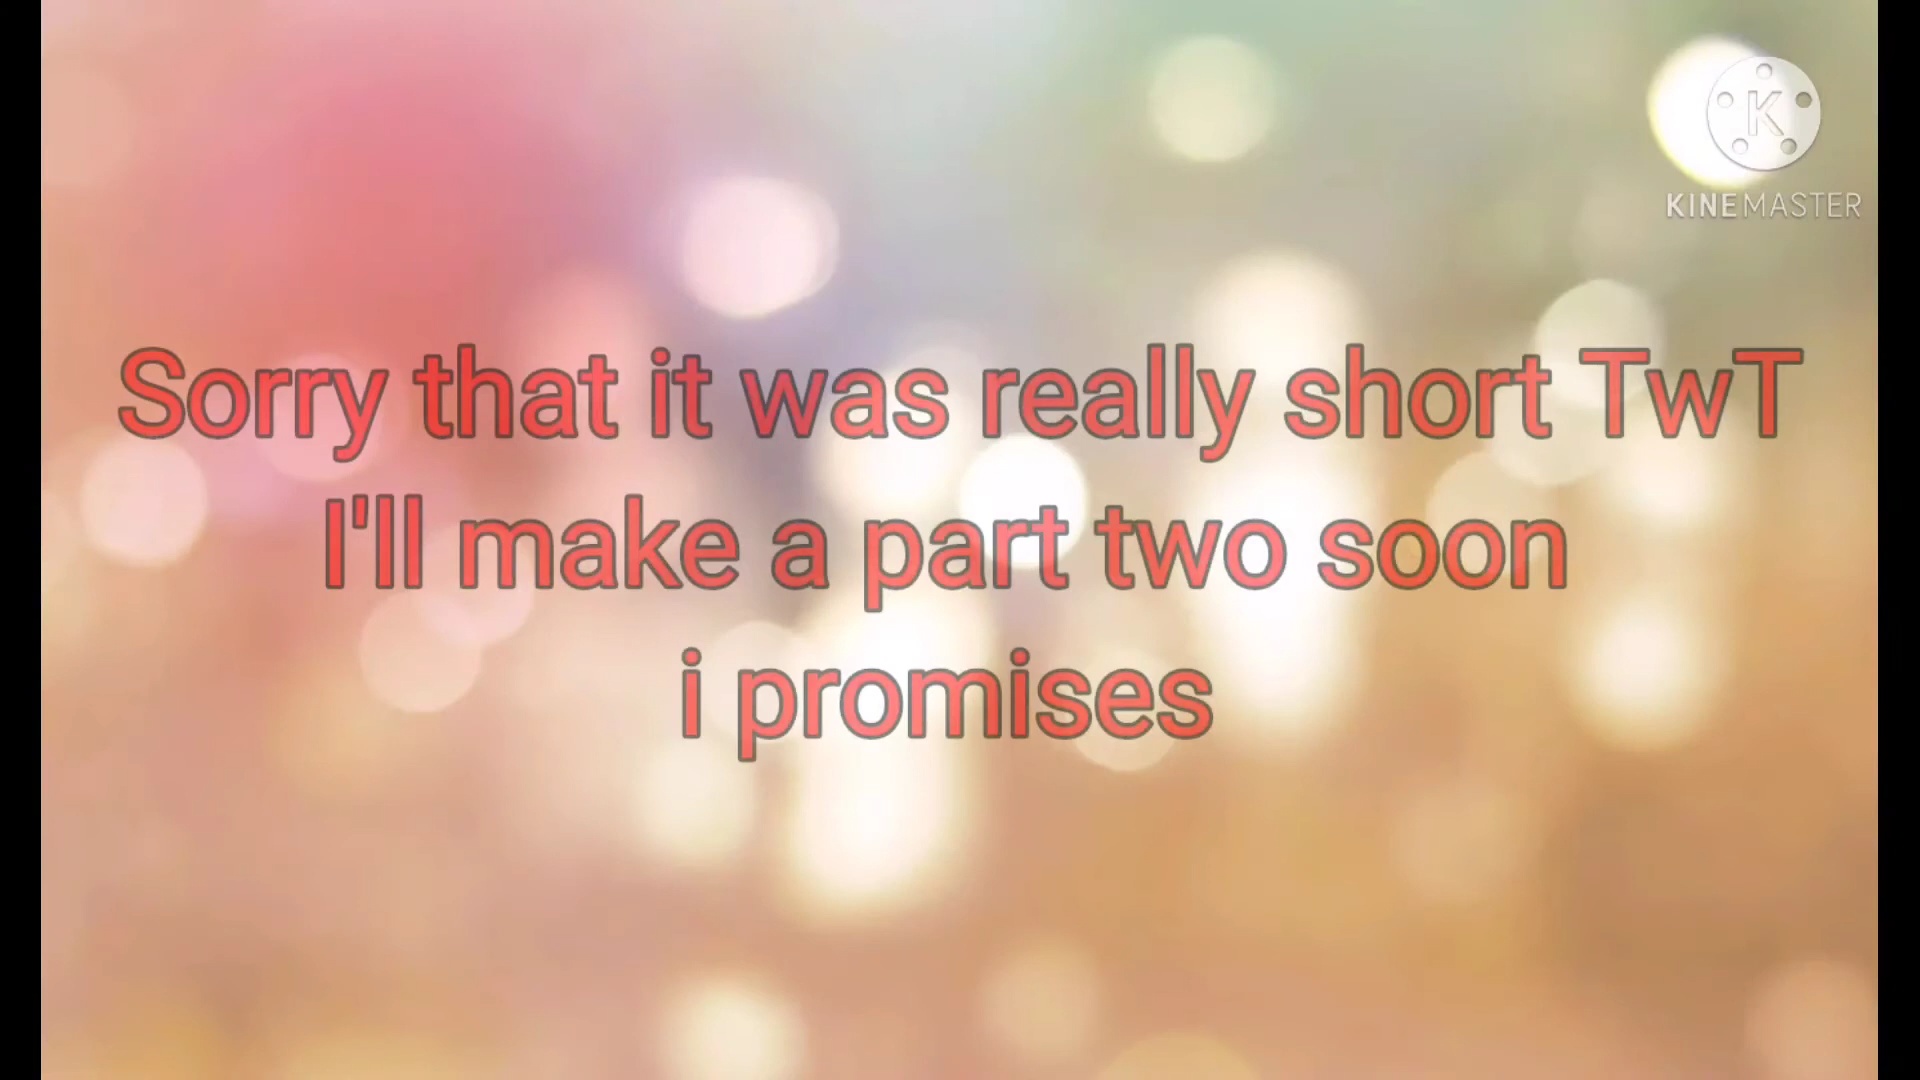 K
KINEMASTER
Sorry that it was really short TwT
I'll make a part two soon
i promises